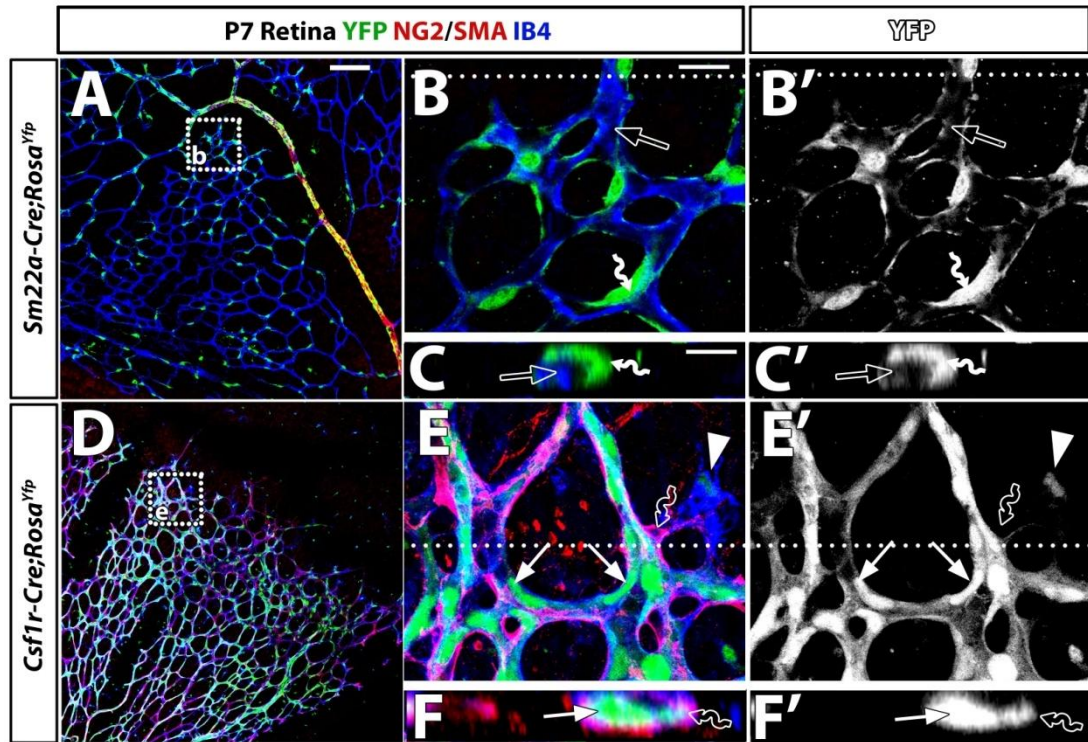 P7 Retina YFP NG2/SMA IB4
YFP
Sm22a-Cre;Rosa^Yfp
A
b
B
B'
C
C'
Csf1r-Cre;Rosa^Yfp
D
e
E
E'
F
F'